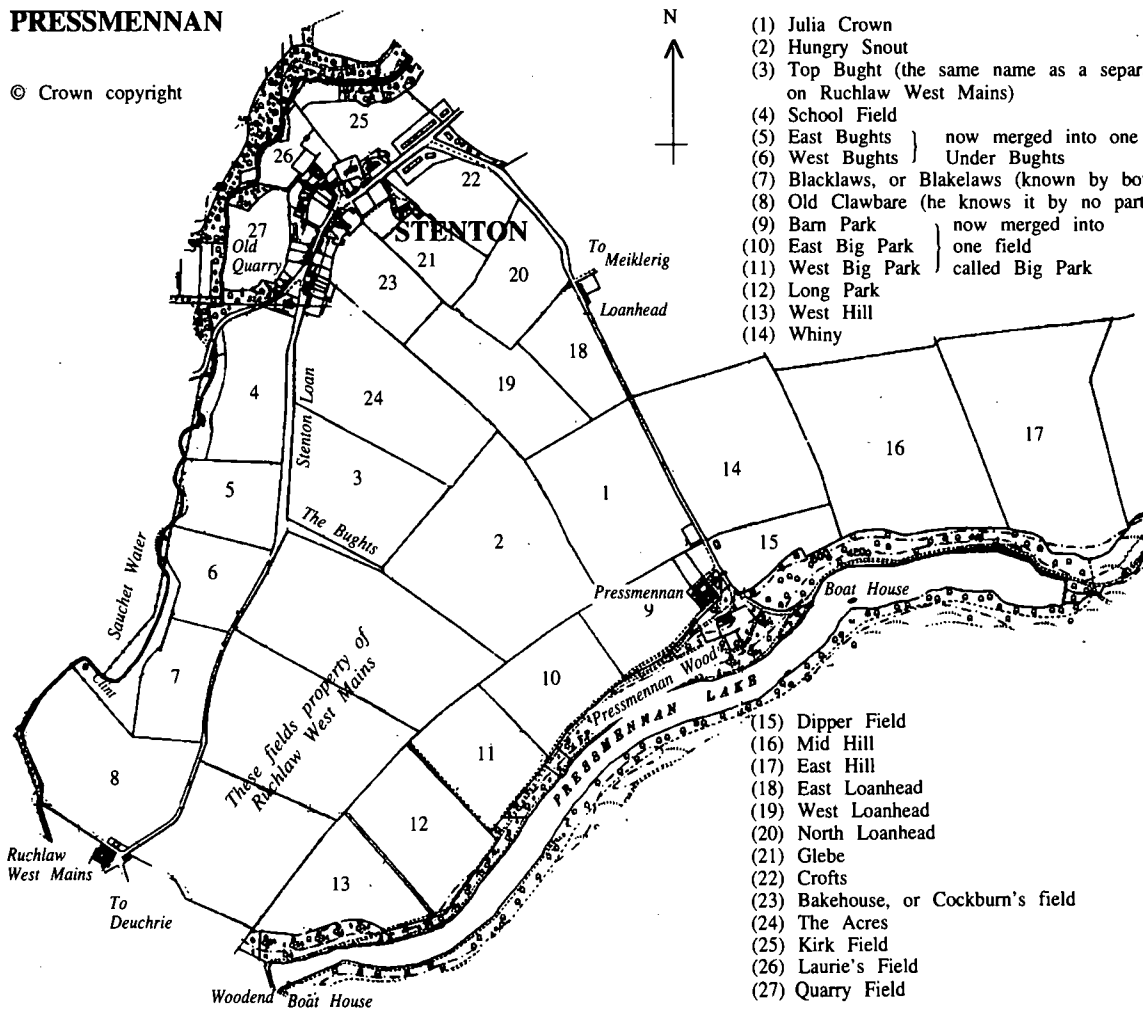 PRESSMENNAN
© Crown copyright
N
(1) Julia Crown
(2) Hungry Snout
(3) Top Bught (the same name as a separ
on Ruchlaw West Mains)
(4) School Field
(5) East Bughts } now merged into one
(6) West Bughts } Under Bughts
(7) Blacklaws, or Blakelaws (known by bo
(8) Old Clawbare (he knows it by no part
(9) Barn Park } now merged into
(10) East Big Park } one field
(11) West Big Park } called Big Park
(12) Long Park
(13) West Hill
(14) Whiny
25
26
22
27
Old
Quarry
STENTON
21
20
23
To
Meiklerig
Loanhead
18
19
4
24
Stenton Loan
14
16
17
5
3
1
The Bughts
2
15
Sauchet Water
6
Pressmennan
9
Boat House
Pressmennan Wood
7
Clint
10
These fields property of
Ruchlaw West Mains
PRESSMENNAN LAKE
11
8
12
13
Ruchlaw
West Mains
To
Deuchrie
Woodend
Boat House
(15) Dipper Field
(16) Mid Hill
(17) East Hill
(18) East Loanhead
(19) West Loanhead
(20) North Loanhead
(21) Glebe
(22) Crofts
(23) Bakehouse, or Cockburn's field
(24) The Acres
(25) Kirk Field
(26) Laurie's Field
(27) Quarry Field